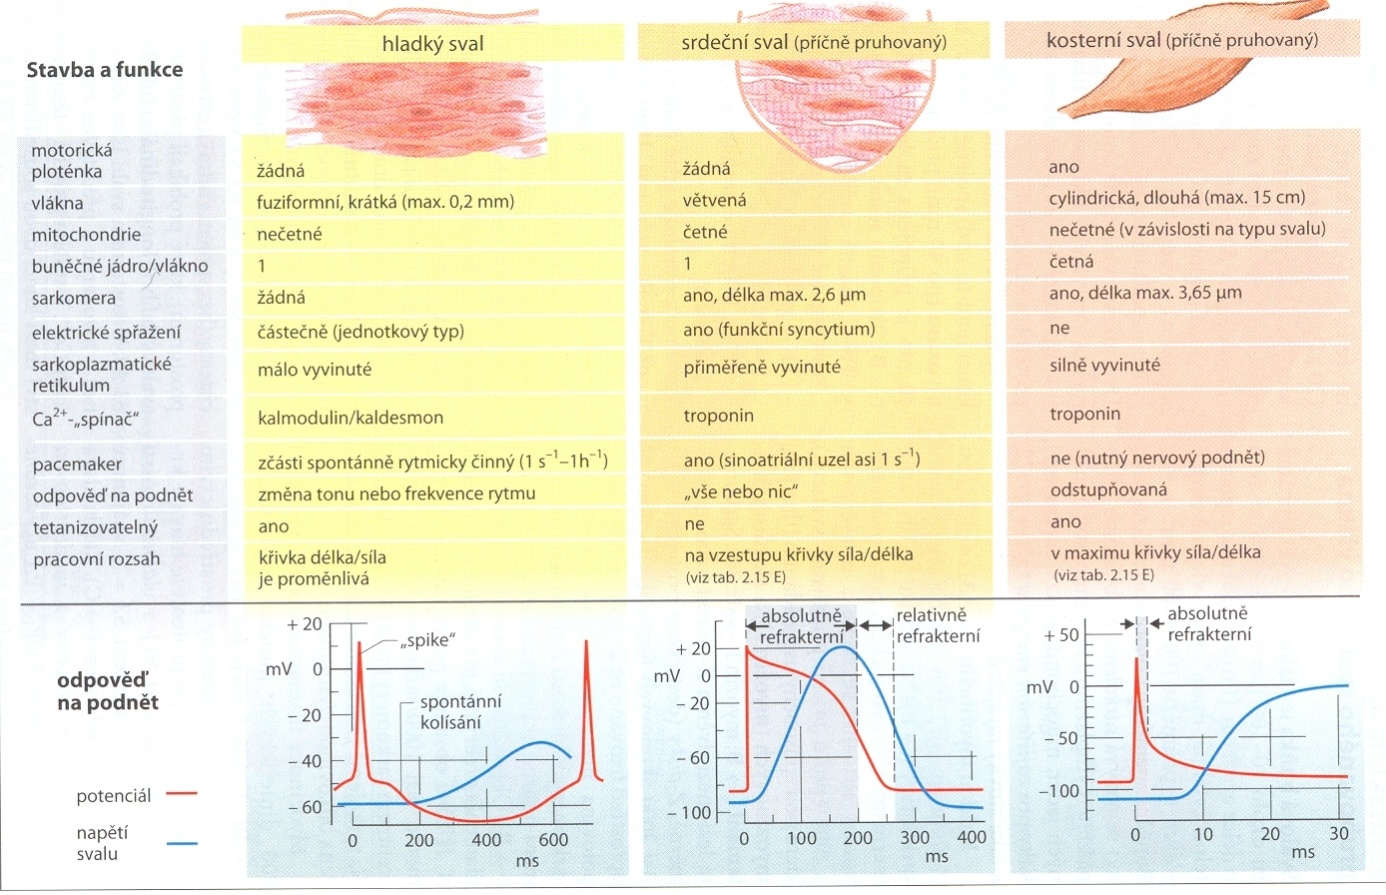 hladký sval
srdeční sval (příčně pruhovaný)
kosterní sval (příčně pruhovaný)
Stavba a funkce
motorická
ploténka
žádná
žádná
ano
vlákna
fuziformní, krátká (max. 0,2 mm)
větvená
cylindrická, dlouhá (max. 15 cm)
mitochondrie
nečetné
četné
nečetné (v závislosti na typu svalu)
buněčné jádro/vlákno
1
1
četná
sarkomera
žádná
ano, délka max. 2,6 μm
ano, délka max. 3,65 μm
elektrické spřažení
částečně (jednotkový typ)
ano (funkční syncytium)
ne
sarkoplazmatické
retikulum
málo vyvinuté
přiměřeně vyvinuté
silně vyvinuté
Ca²⁺-„spínač“
kalmodulin/kaldesmon
troponin
troponin
pacemaker
zčásti spontánně rytmicky činný (1 s⁻¹–1h⁻¹)
ano (sinoatriální uzel asi 1 s⁻¹)
ne (nutný nervový podnět)
odpověď na podnět
změna tonu nebo frekvence rytmu
„vše nebo nic“
odstupňovaná
tetanizovatelný
ano
ne
ano
pracovní rozsah
křivka délka/síla
je proměnlivá
na vzestupu křivky síla/délka
(viz tab. 2.15 E)
v maximu křivky síla/délka
(viz tab. 2.15 E)
odpověď
na podnět
potenciál
napětí
svalu
+ 20
mV
0
– 20
– 40
– 60
„spike“
spontánní
kolísání
0 200 400 600
ms
absolutně
refrakterní
relativně
refrakterní
+ 20
mV
0
– 20
– 60
– 100
0 100 200 300 400
ms
absolutně
refrakterní
+ 50
mV
0
– 50
–100
0 10 20 30
ms